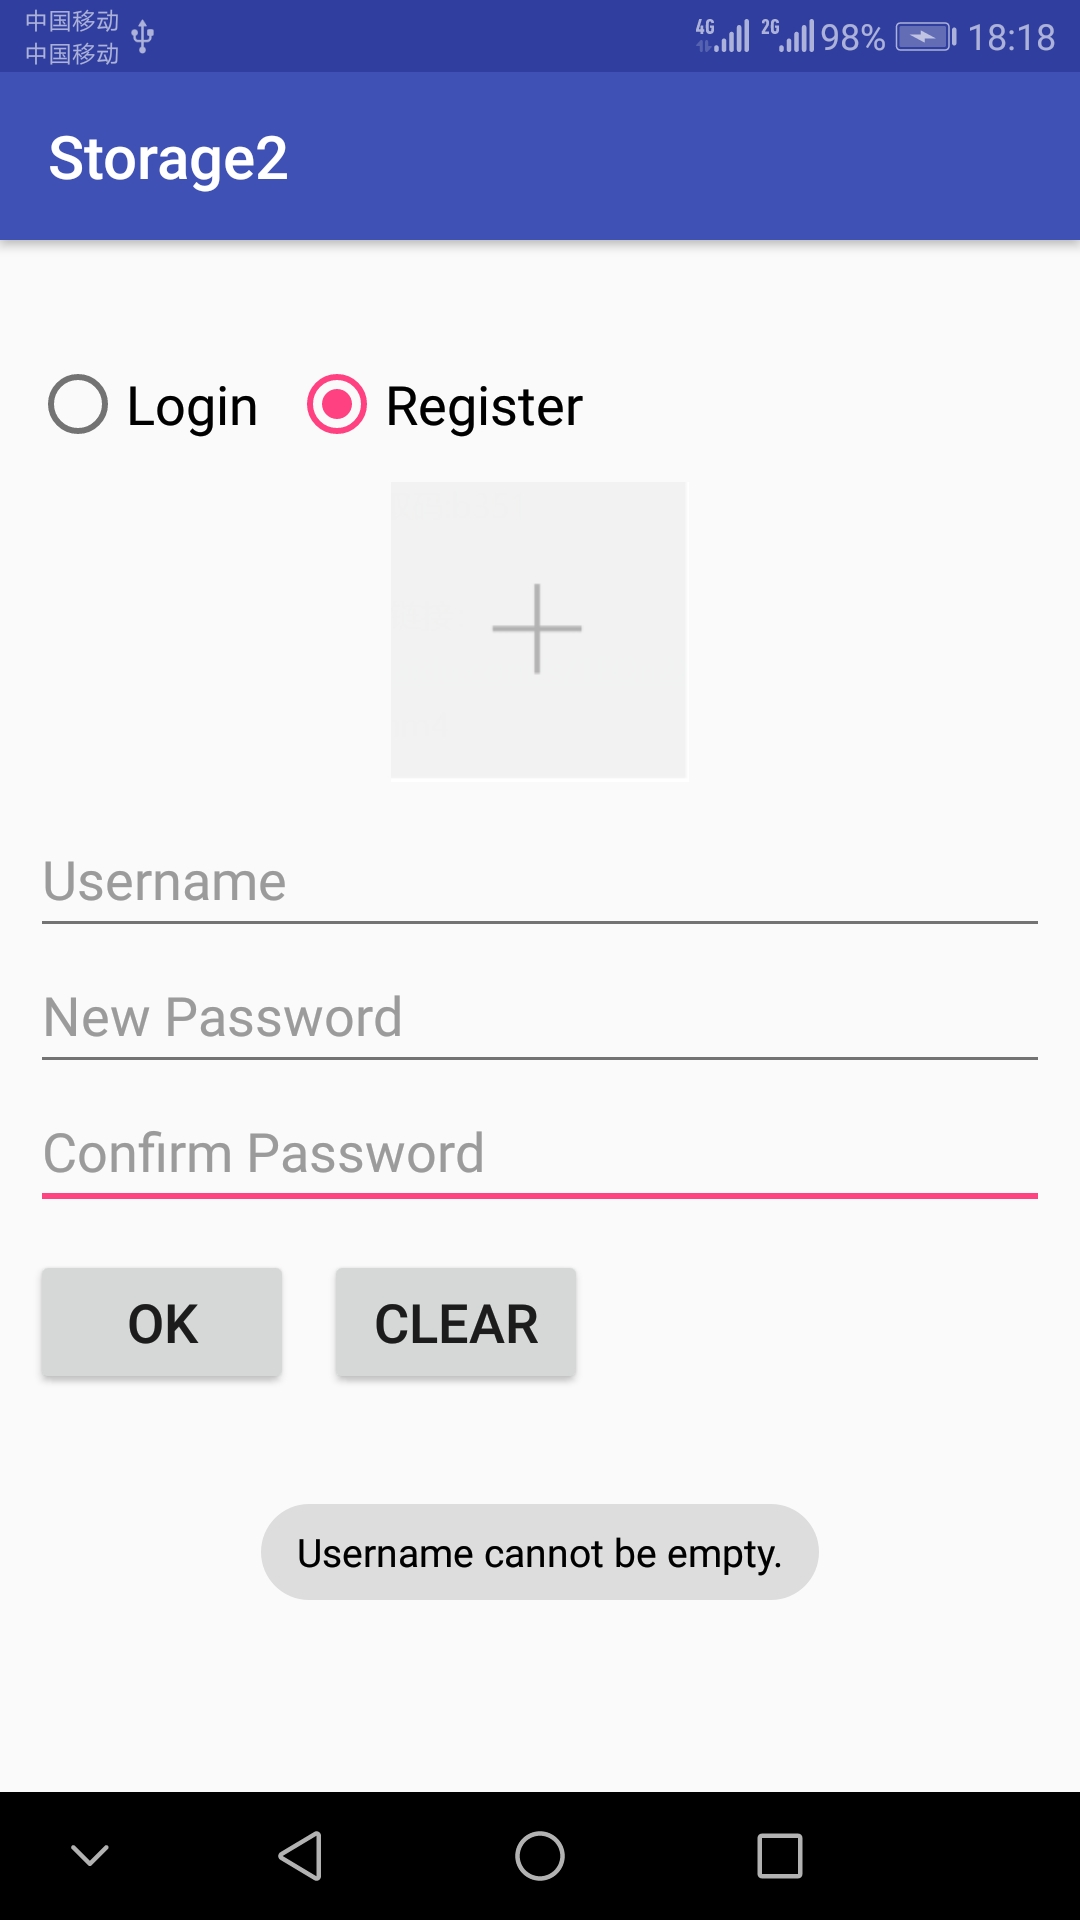 中国移动
中国移动
4G 2G 98% 18:18
Storage2
Login Register
Username
New Password
Confirm Password
OK CLEAR
Username cannot be empty.